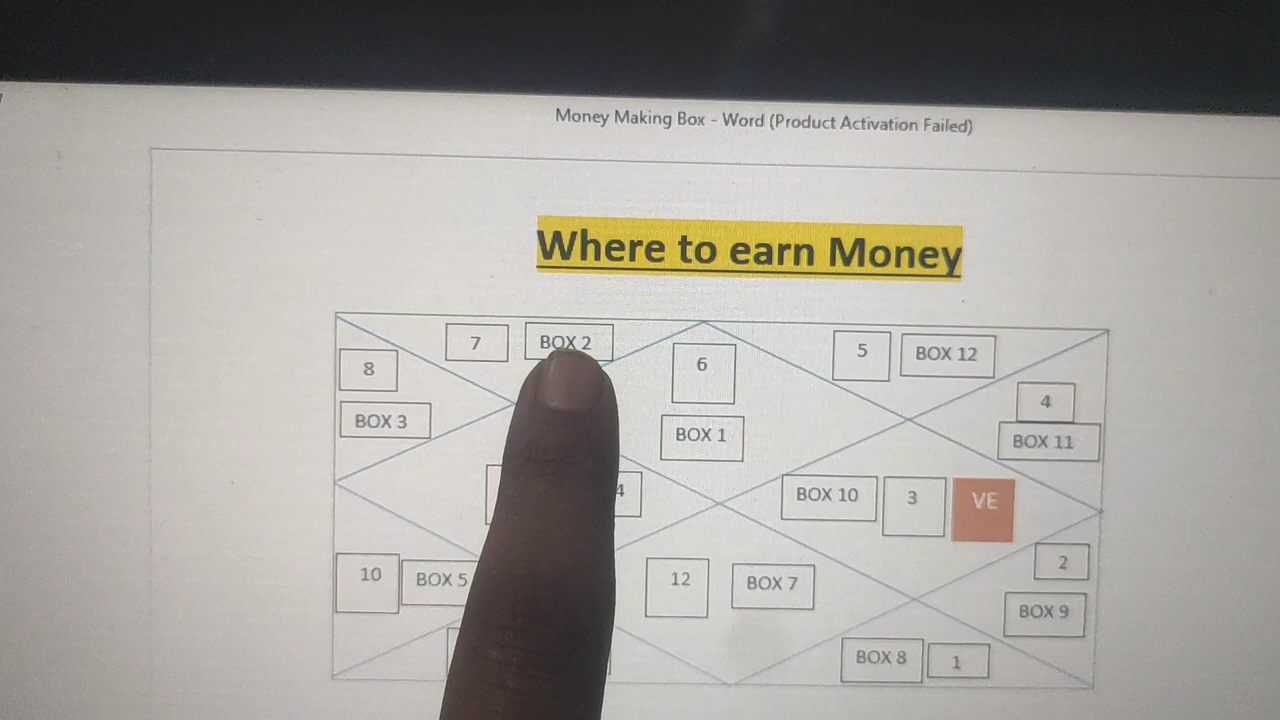 Money Making Box - Word (Product Activation Failed)
Where to earn Money
7 BOX 2
6
5 BOX 12
8
4
BOX 3
BOX 1
BOX 11
4
BOX 10 3 VE
10 BOX 5
12 BOX 7
2
BOX 9
BOX 8 1